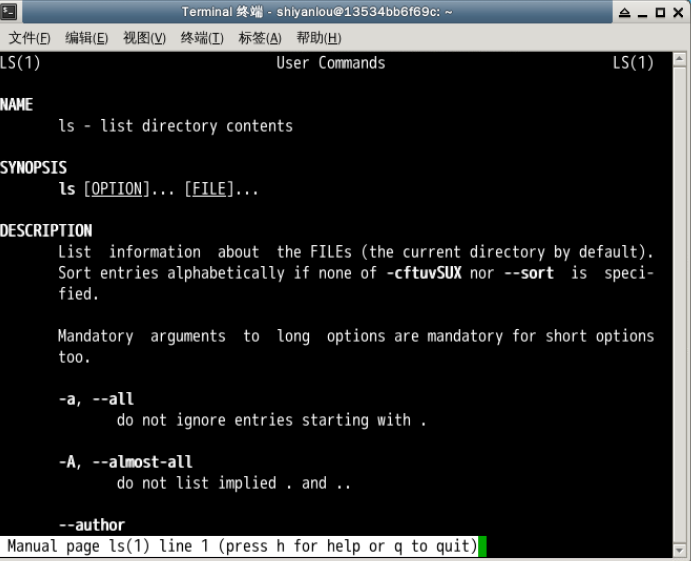 Terminal 终端 - shiyanlou@13534bb6f69c: ~
文件(F) 编辑(E) 视图(V) 终端(T) 标签(A) 帮助(H)
LS(1) User Commands LS(1)
NAME
ls - list directory contents
SYNOPSIS
ls [OPTION]... [FILE]...
DESCRIPTION
List information about the FILEs (the current directory by default).
Sort entries alphabetically if none of -cftuvSUX nor --sort is speci-
fied.
Mandatory arguments to long options are mandatory for short options
too.
-a, --all
do not ignore entries starting with .
-A, --almost-all
do not list implied . and ..
--author
Manual page ls(1) line 1 (press h for help or q to quit)